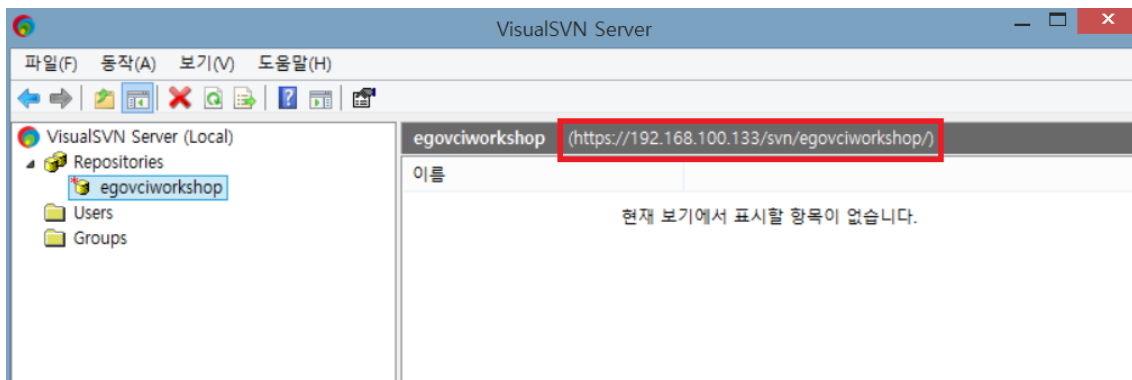 VisualSVN Server
파일(F) 동작(A) 보기(V) 도움말(H)
VisualSVN Server (Local)
Repositories
egovciworkshop
Users
Groups
egovciworkshop (https://192.168.100.133/svn/egovciworkshop/)
이름
현재 보기에서 표시할 항목이 없습니다.